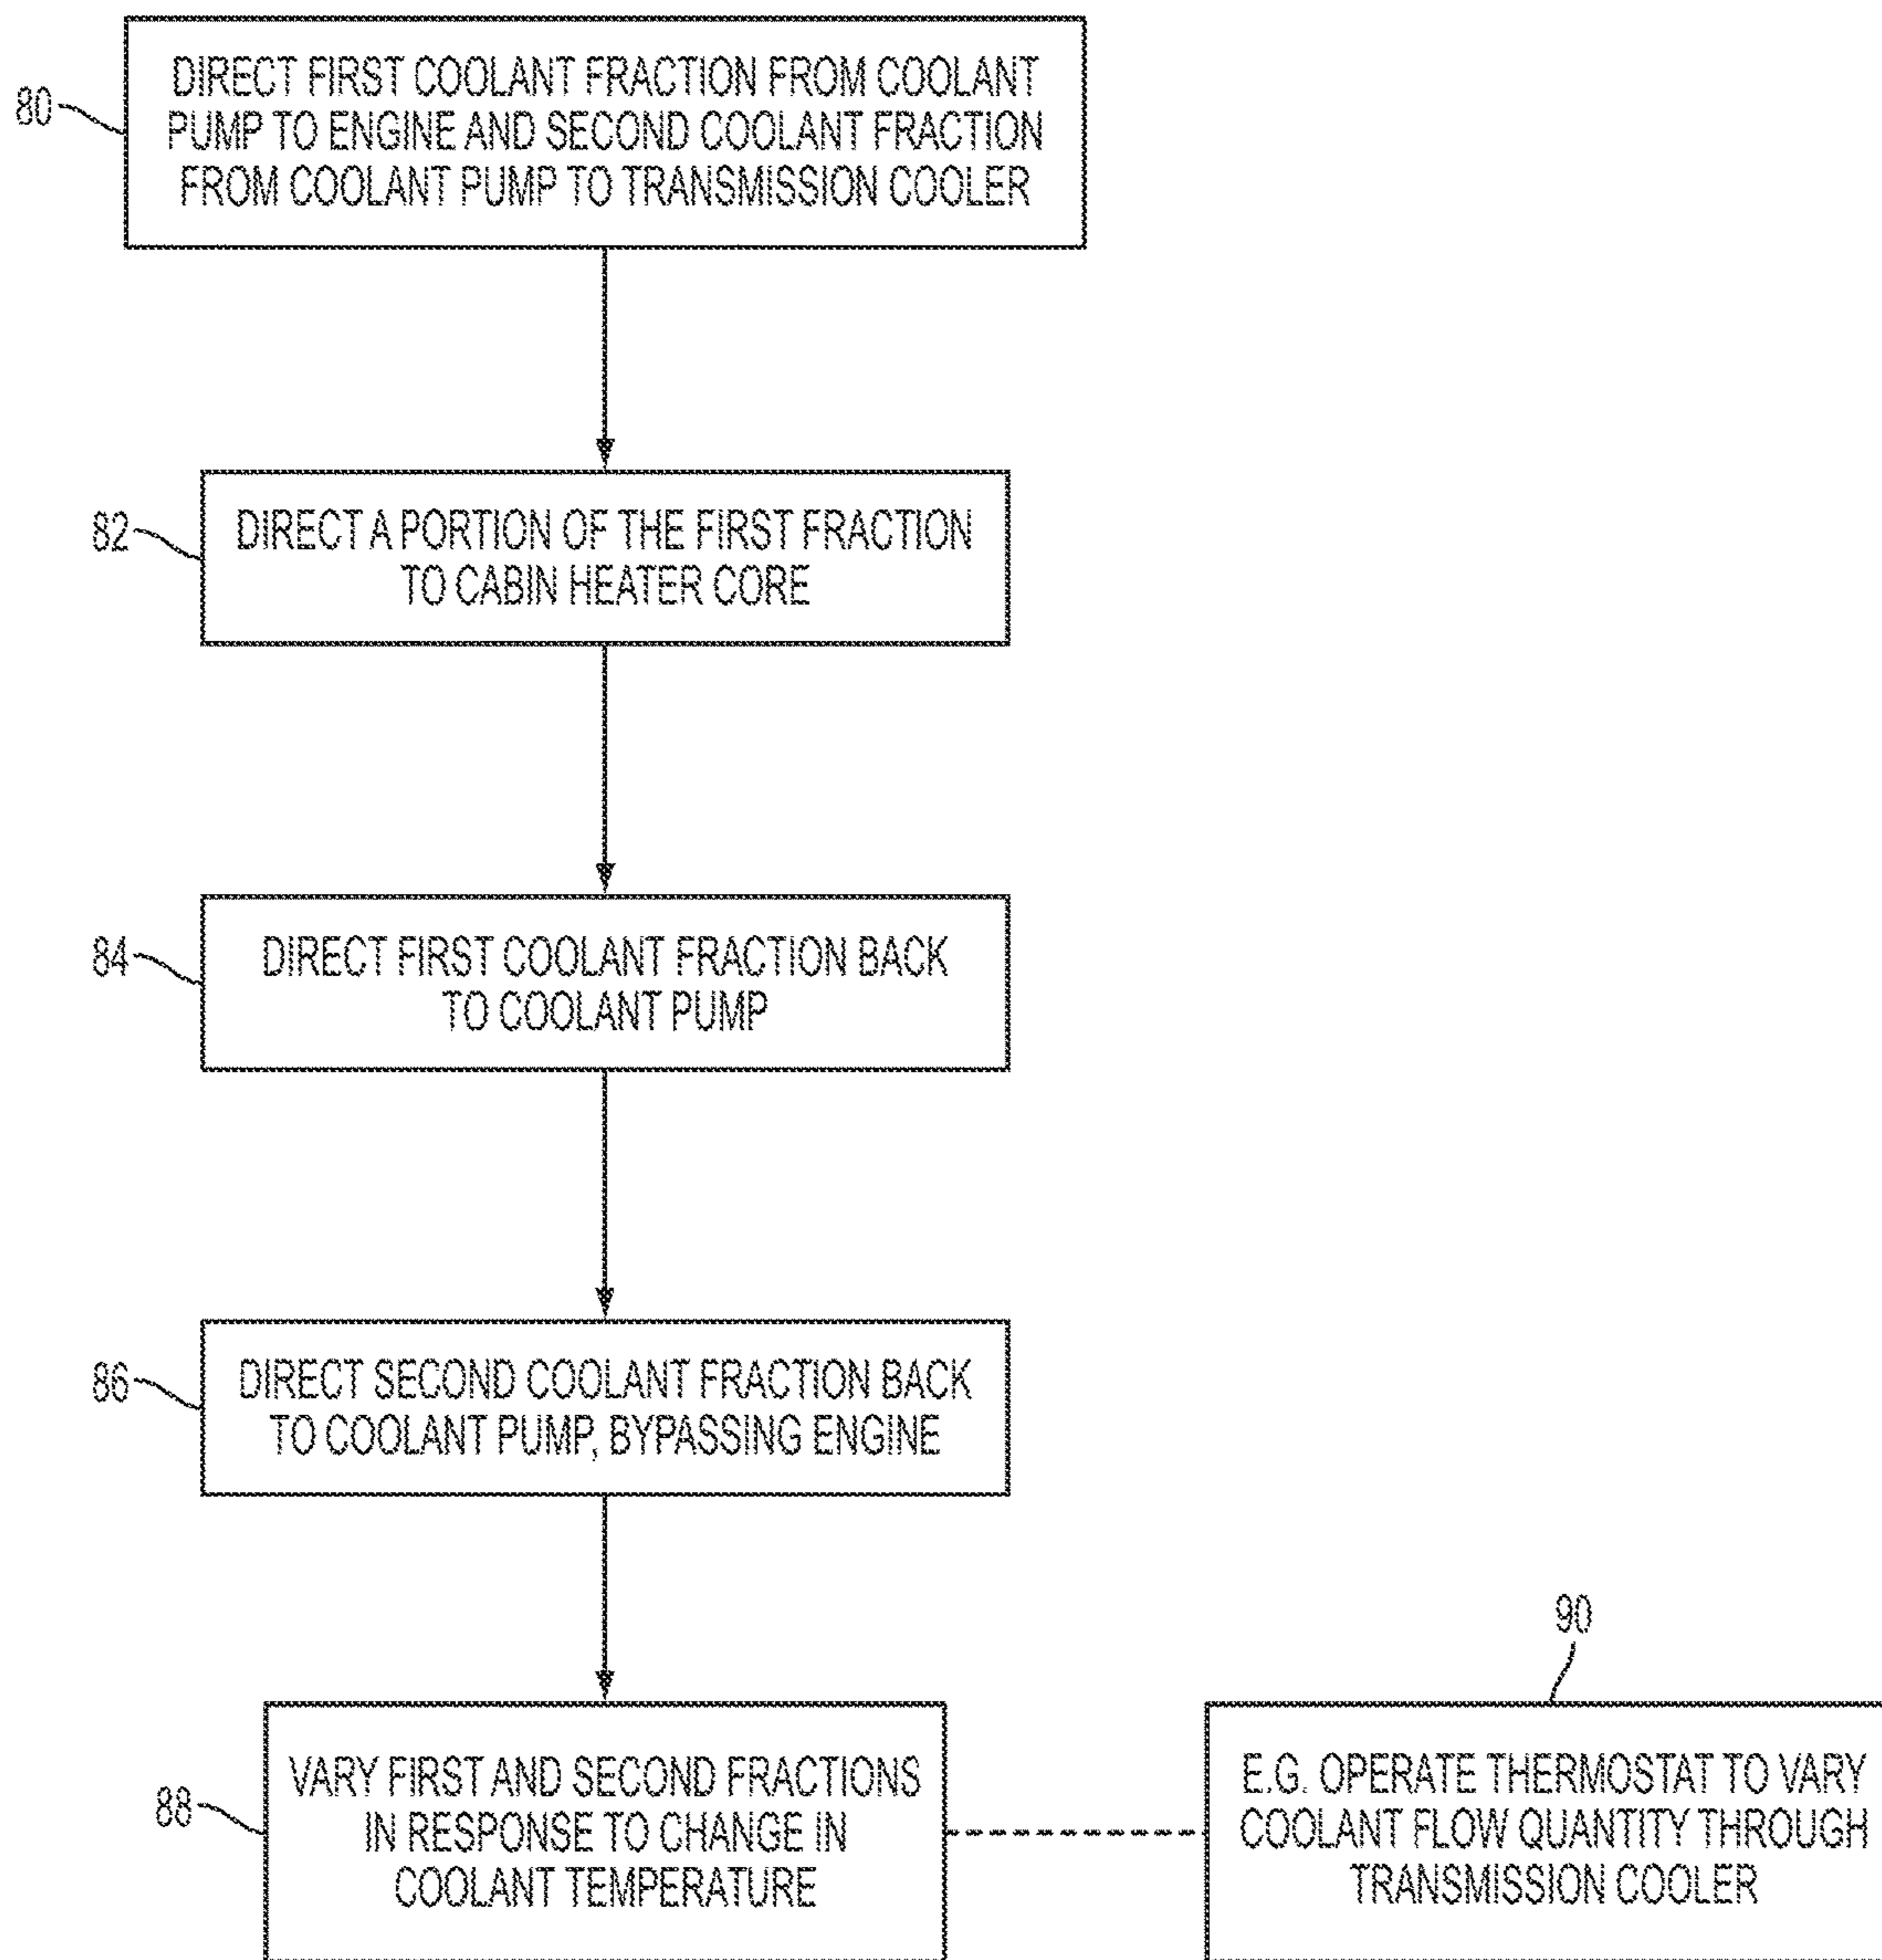 80
DIRECT FIRST COOLANT FRACTION FROM COOLANT
PUMP TO ENGINE AND SECOND COOLANT FRACTION
FROM COOLANT PUMP TO TRANSMISSION COOLER
82
DIRECT A PORTION OF THE FIRST FRACTION
TO CABIN HEATER CORE
84
DIRECT FIRST COOLANT FRACTION BACK
TO COOLANT PUMP
86
DIRECT SECOND COOLANT FRACTION BACK
TO COOLANT PUMP, BYPASSING ENGINE
88
VARY FIRST AND SECOND FRACTIONS
IN RESPONSE TO CHANGE IN
COOLANT TEMPERATURE
90
E.G. OPERATE THERMOSTAT TO VARY
COOLANT FLOW QUANTITY THROUGH
TRANSMISSION COOLER